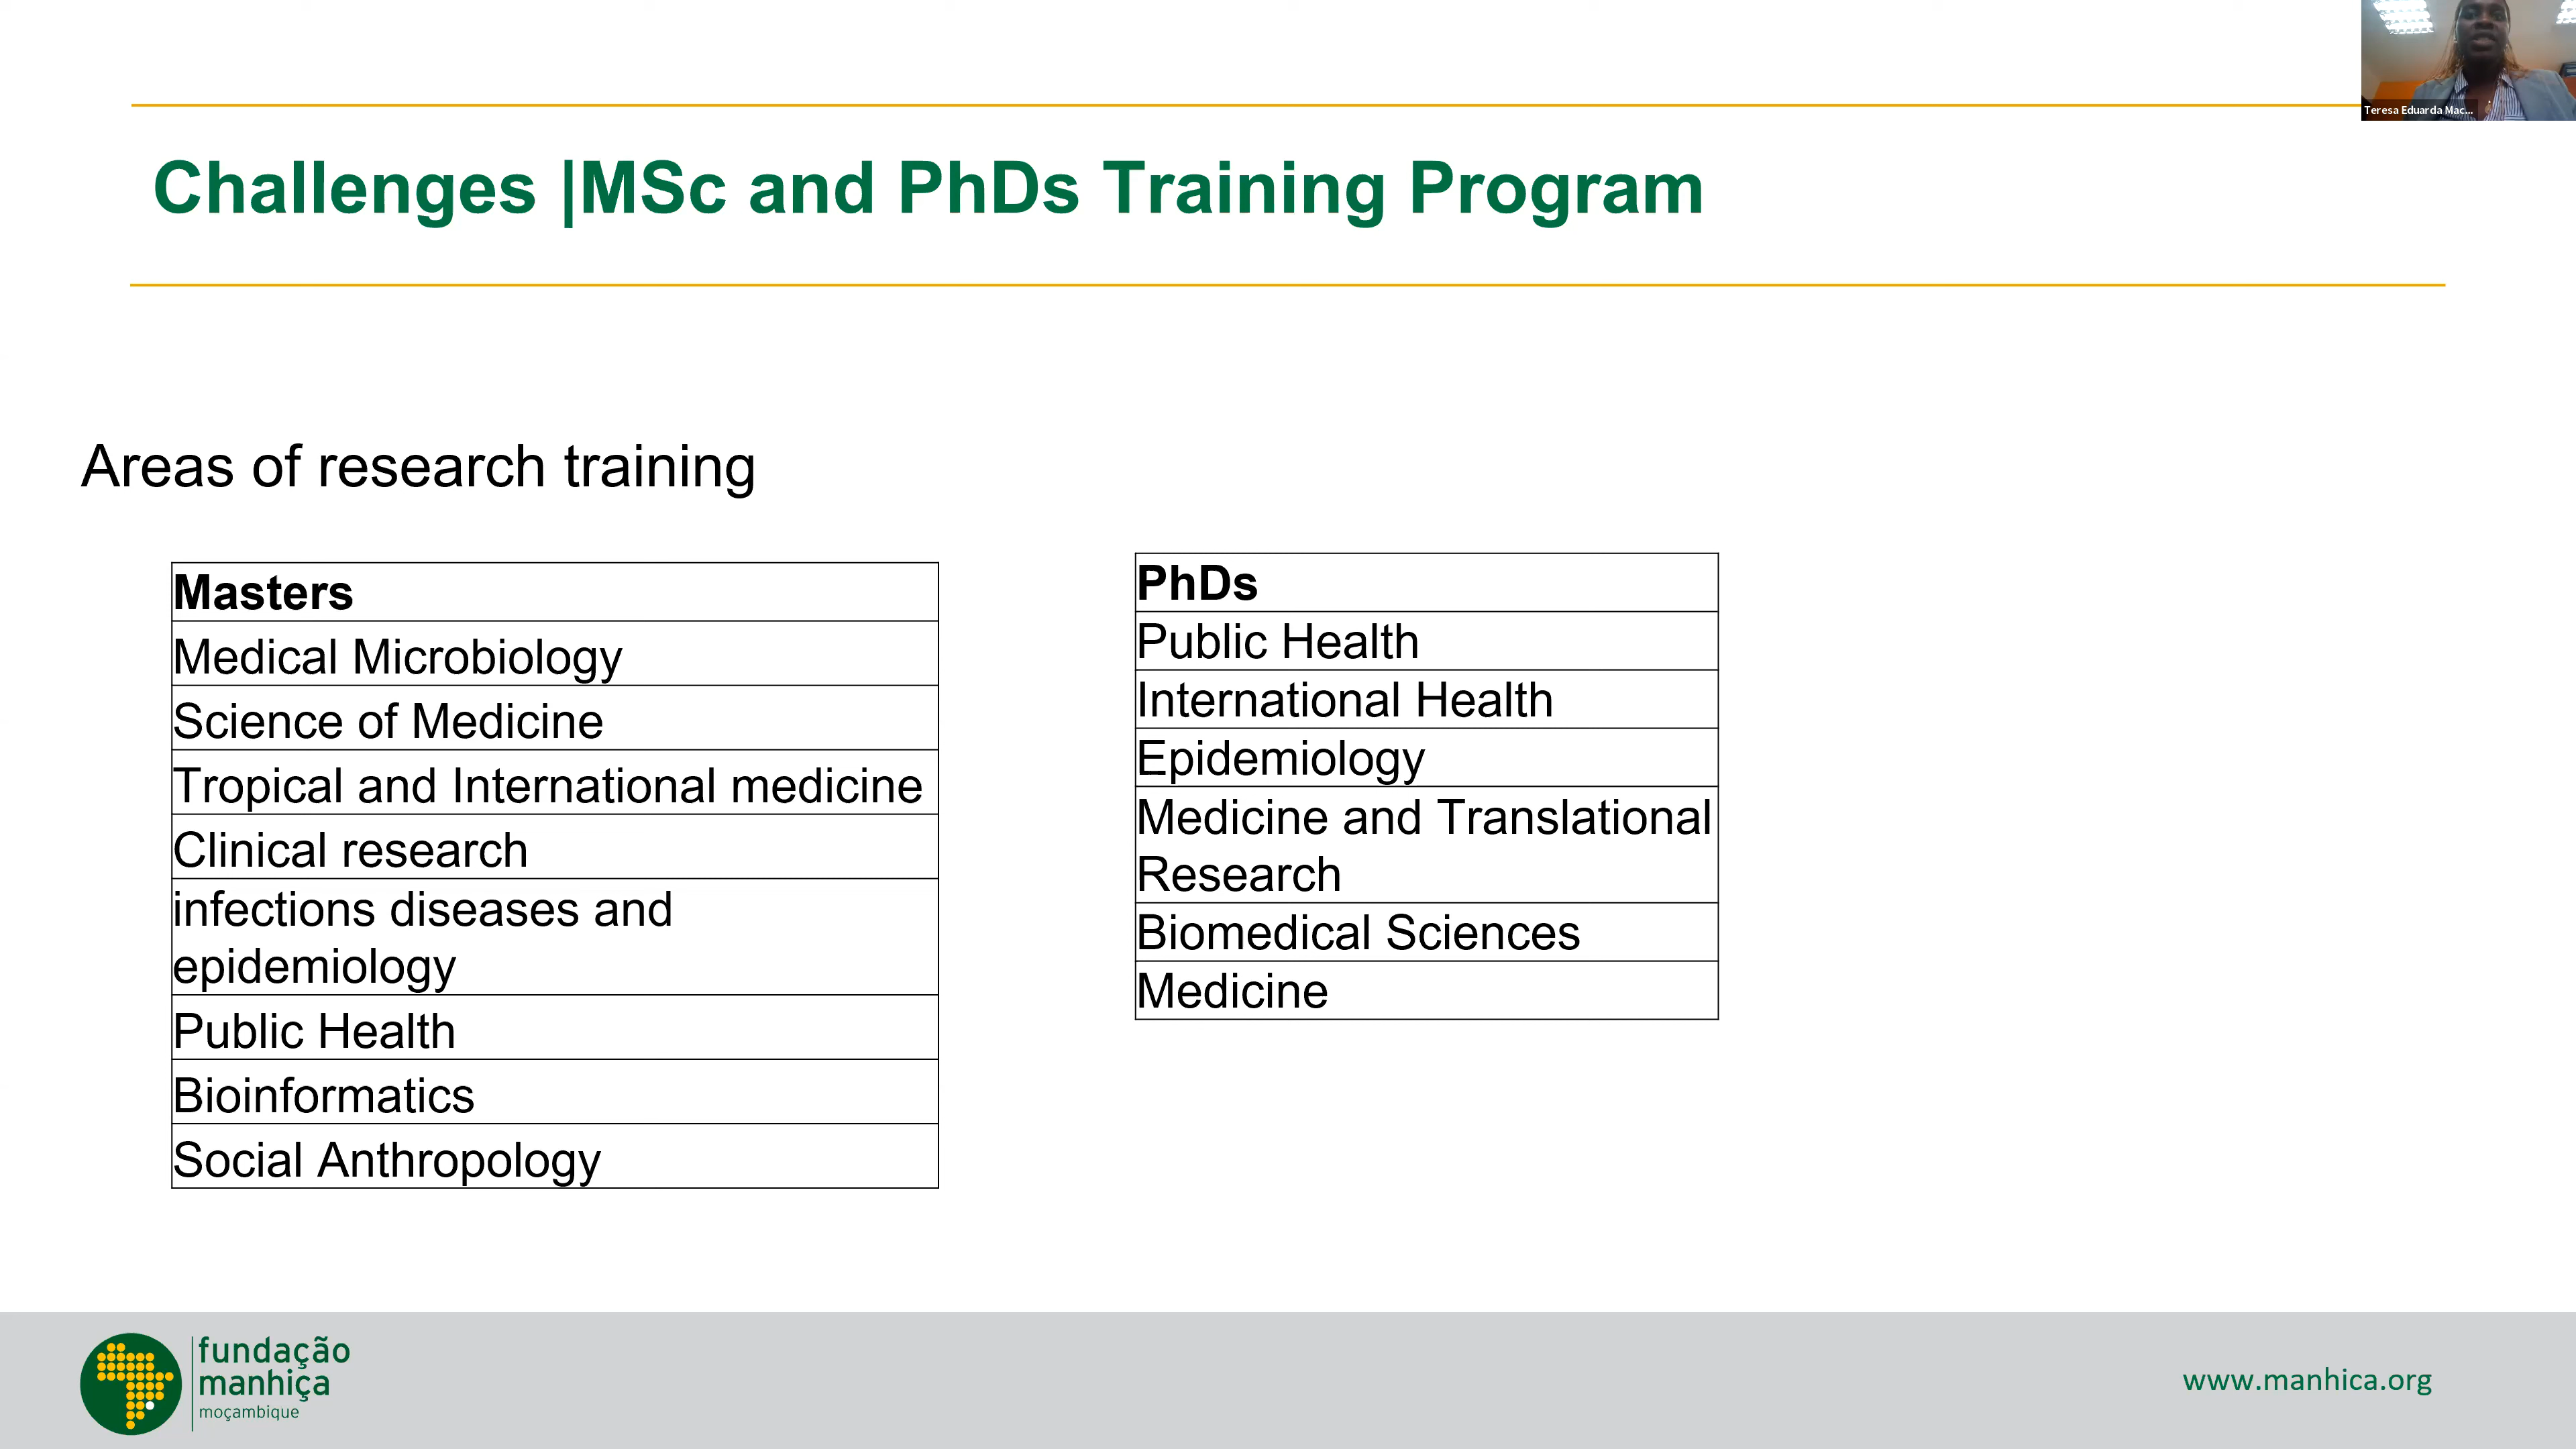 Teresa Eduarda Mac...
Challenges |MSc and PhDs Training Program
Areas of research training
Masters
Medical Microbiology
Science of Medicine
Tropical and International medicine
Clinical research
infections diseases and
epidemiology
Public Health
Bioinformatics
Social Anthropology
PhDs
Public Health
International Health
Epidemiology
Medicine and Translational
Research
Biomedical Sciences
Medicine
fundação
manhiça
moçambique
www.manhica.org